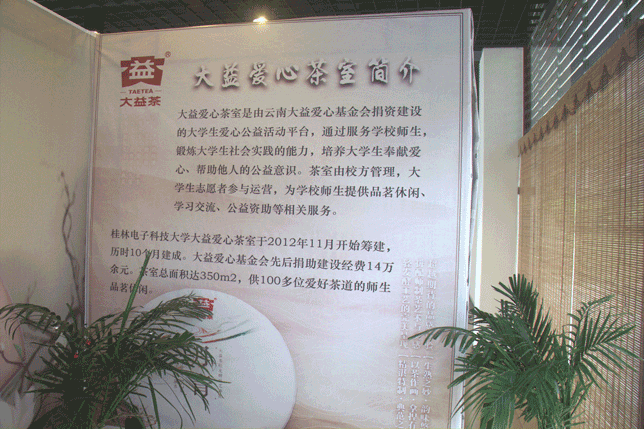 益
®
TAETEA
大益茶
大益爱心茶室简介
大益爱心茶室是由云南大益爱心基金会捐资建设
的大学生爱心公益活动平台，通过服务学校师生，
锻炼大学生社会实践的能力，培养大学生奉献爱
心、帮助他人的公益意识。茶室由校方管理，大
学生志愿者参与运营，为学校师生提供品茗休闲、
学习交流、公益资助等相关服务。
桂林电子科技大学大益爱心茶室于2012年11月开始筹建，
历时10个月建成。大益爱心基金会先后捐助建设经费14万
余元。茶室总面积达350m2，供100多位爱好茶道的师生
品茗休闲。